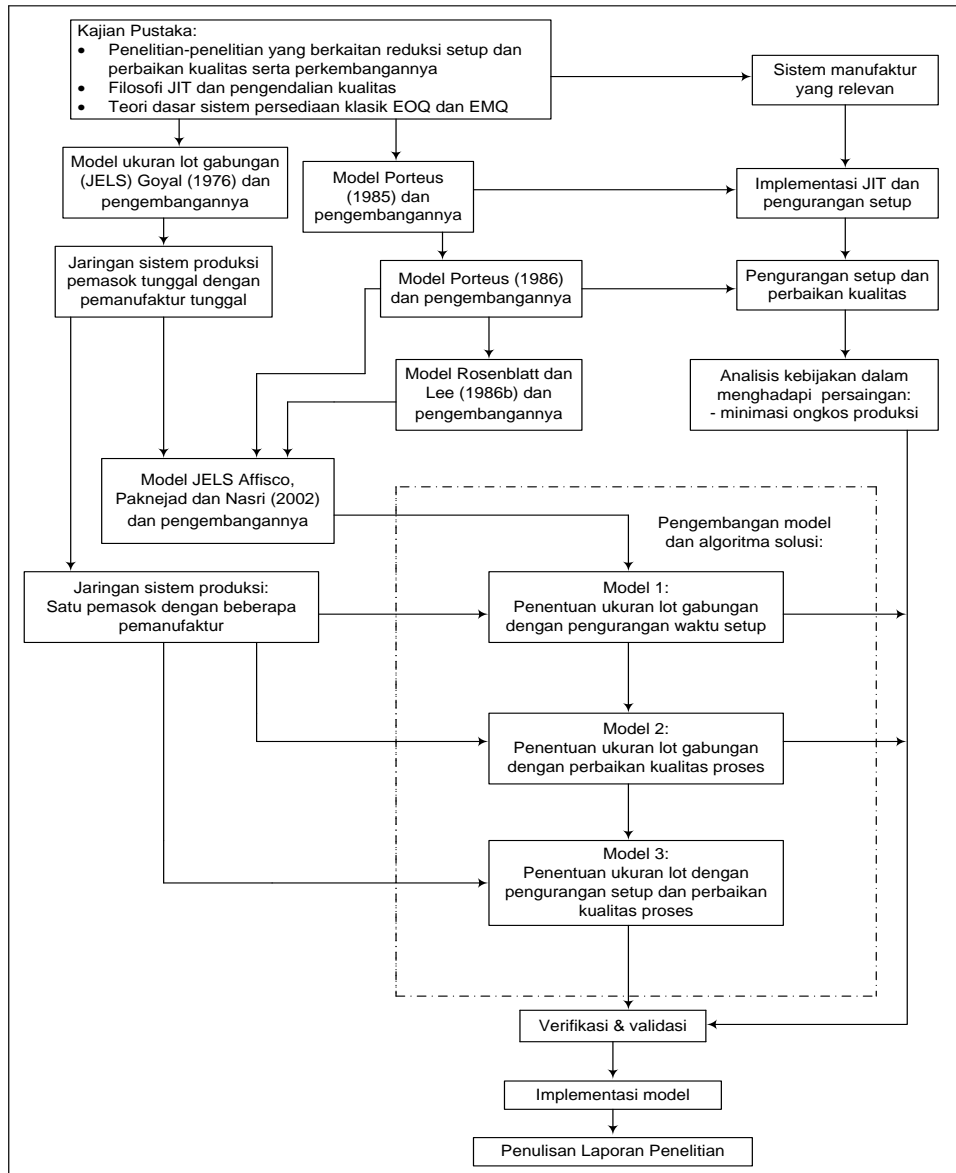 Kajian Pustaka:
• Penelitian-penelitian yang berkaitan reduksi setup dan
perbaikan kualitas serta perkembangannya
• Filosofi JIT dan pengendalian kualitas
• Teori dasar sistem persediaan klasik EOQ dan EMQ
Sistem manufaktur
yang relevan
Model ukuran lot gabungan
(JELS) Goyal (1976) dan
pengembangannya
Model Porteus
(1985) dan
pengembangannya
Implementasi JIT dan
pengurangan setup
Jaringan sistem produksi
pemasok tunggal dengan
pemanufaktur tunggal
Model Porteus (1986)
dan pengembangannya
Pengurangan setup dan
perbaikan kualitas
Model Rosenblatt dan
Lee (1986b) dan
pengembangannya
Analisis kebijakan dalam
menghadapi persaingan:
- minimasi ongkos produksi
Model JELS Affisco,
Paknejad dan Nasri (2002)
dan pengembangannya
Pengembangan model
dan algoritma solusi:
Jaringan sistem produksi:
Satu pemasok dengan beberapa
pemanufaktur
Model 1:
Penentuan ukuran lot gabungan
dengan pengurangan waktu setup
Model 2:
Penentuan ukuran lot gabungan
dengan perbaikan kualitas proses
Model 3:
Penentuan ukuran lot dengan
pengurangan setup dan perbaikan
kualitas proses
Verifikasi & validasi
Implementasi model
Penulisan Laporan Penelitian